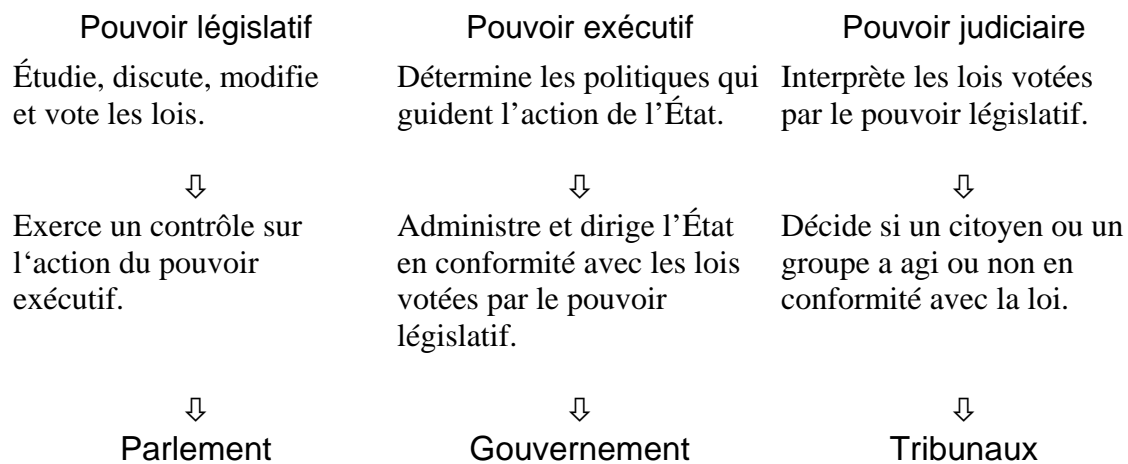 Pouvoir législatif
Étudie, discute, modifie
et vote les lois.
⇩
Exerce un contrôle sur
l‘action du pouvoir
exécutif.
⇩
Parlement
Pouvoir exécutif
Détermine les politiques qui
guident l’action de l’État.
⇩
Administre et dirige l’État
en conformité avec les lois
votées par le pouvoir
législatif.
⇩
Gouvernement
Pouvoir judiciaire
Interprète les lois votées
par le pouvoir législatif.
⇩
Décide si un citoyen ou un
groupe a agi ou non en
conformité avec la loi.
⇩
Tribunaux